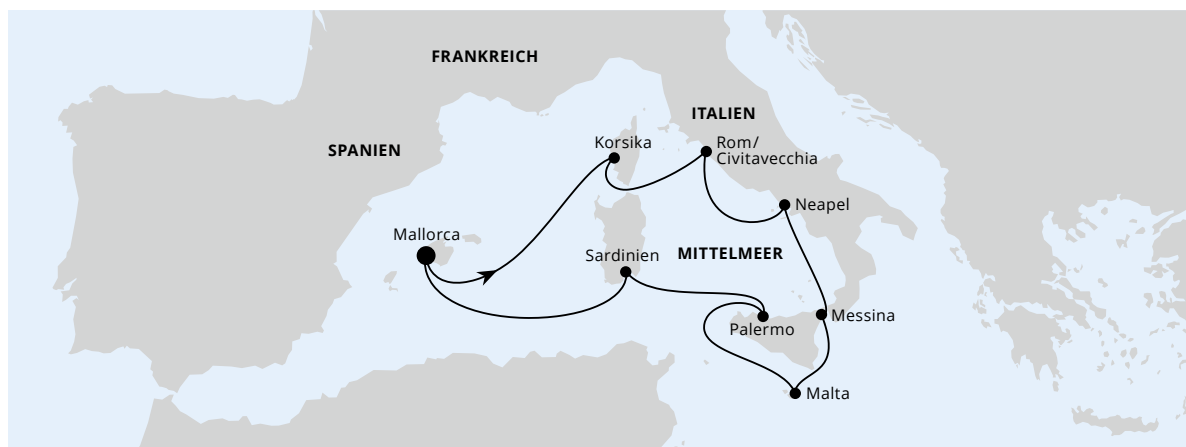 FRANKREICH
ITALIEN
SPANIEN
Korsika
Rom/
Civitavecchia
Neapel
Mallorca
Sardinien
MITTELMEER
Messina
Palermo
Malta